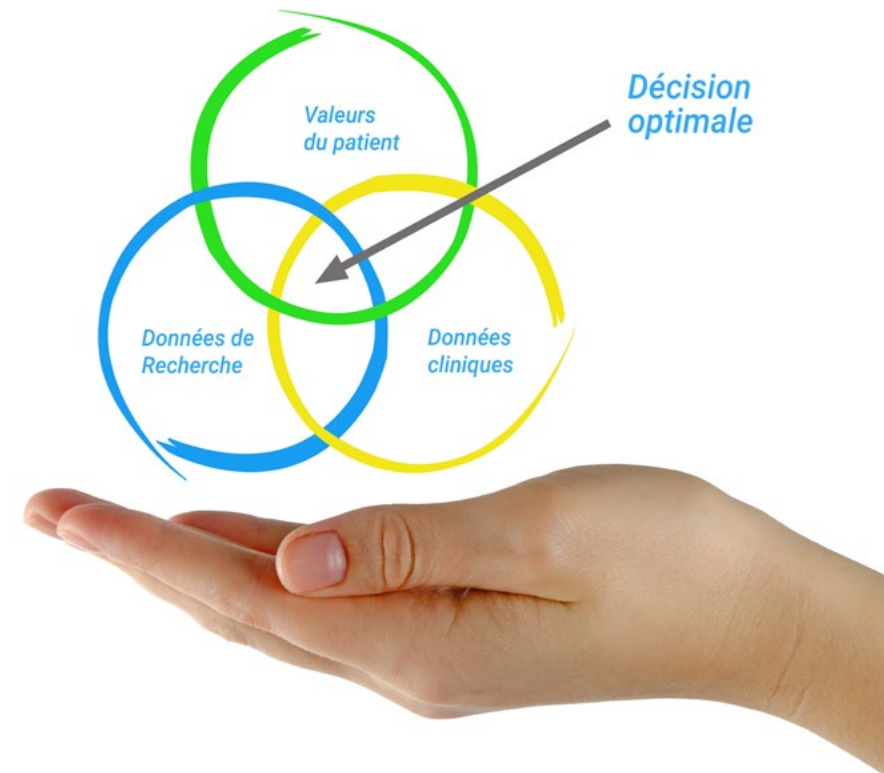 Décision
optimale
Valeurs
du patient
Données de
Recherche
Données
cliniques